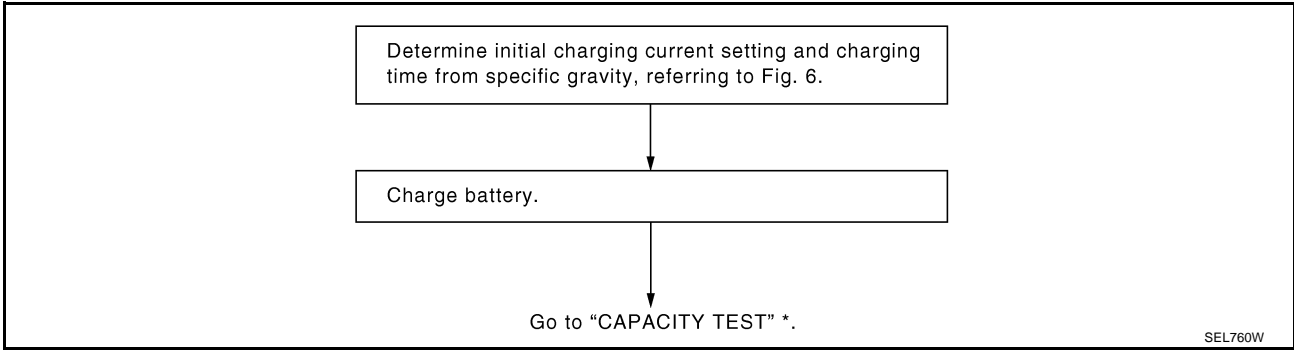 Determine initial charging current setting and charging
time from specific gravity, referring to Fig. 6.
Charge battery.
Go to “CAPACITY TEST” *.
SEL760W